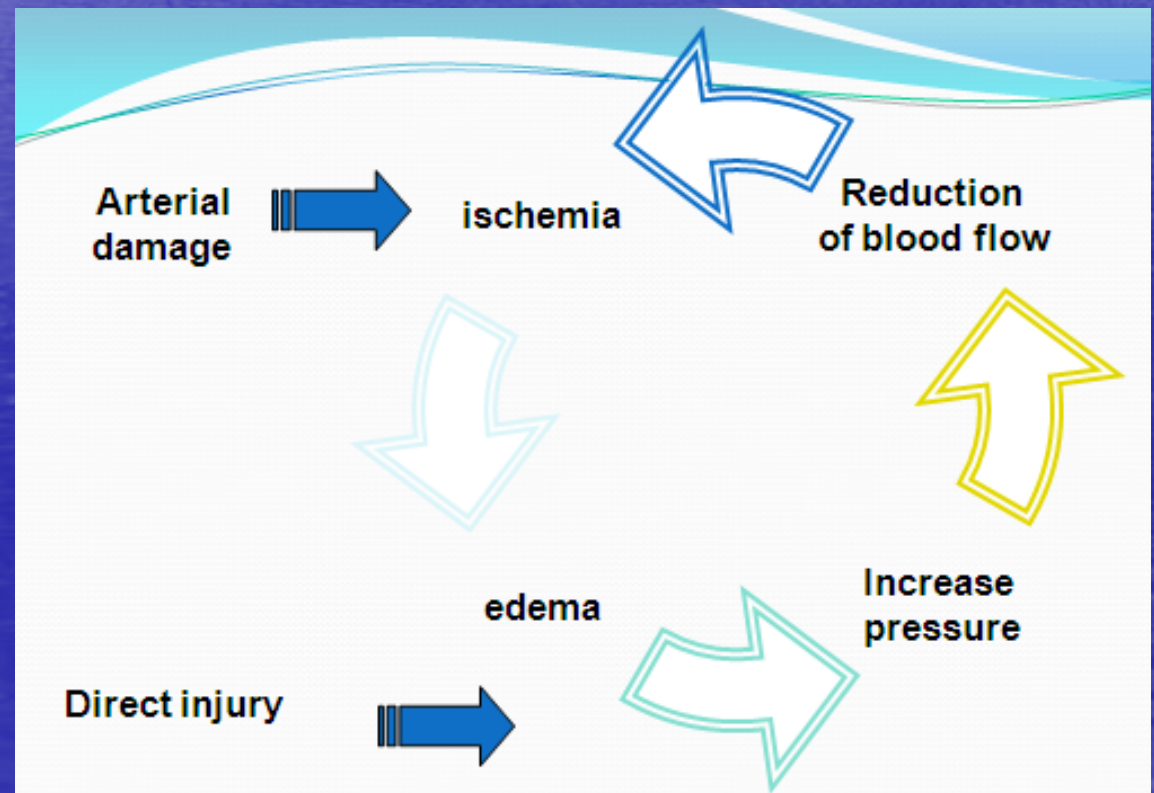 Arterial
damage
ischemia
Reduction
of blood flow
edema
Increase
pressure
Direct injury